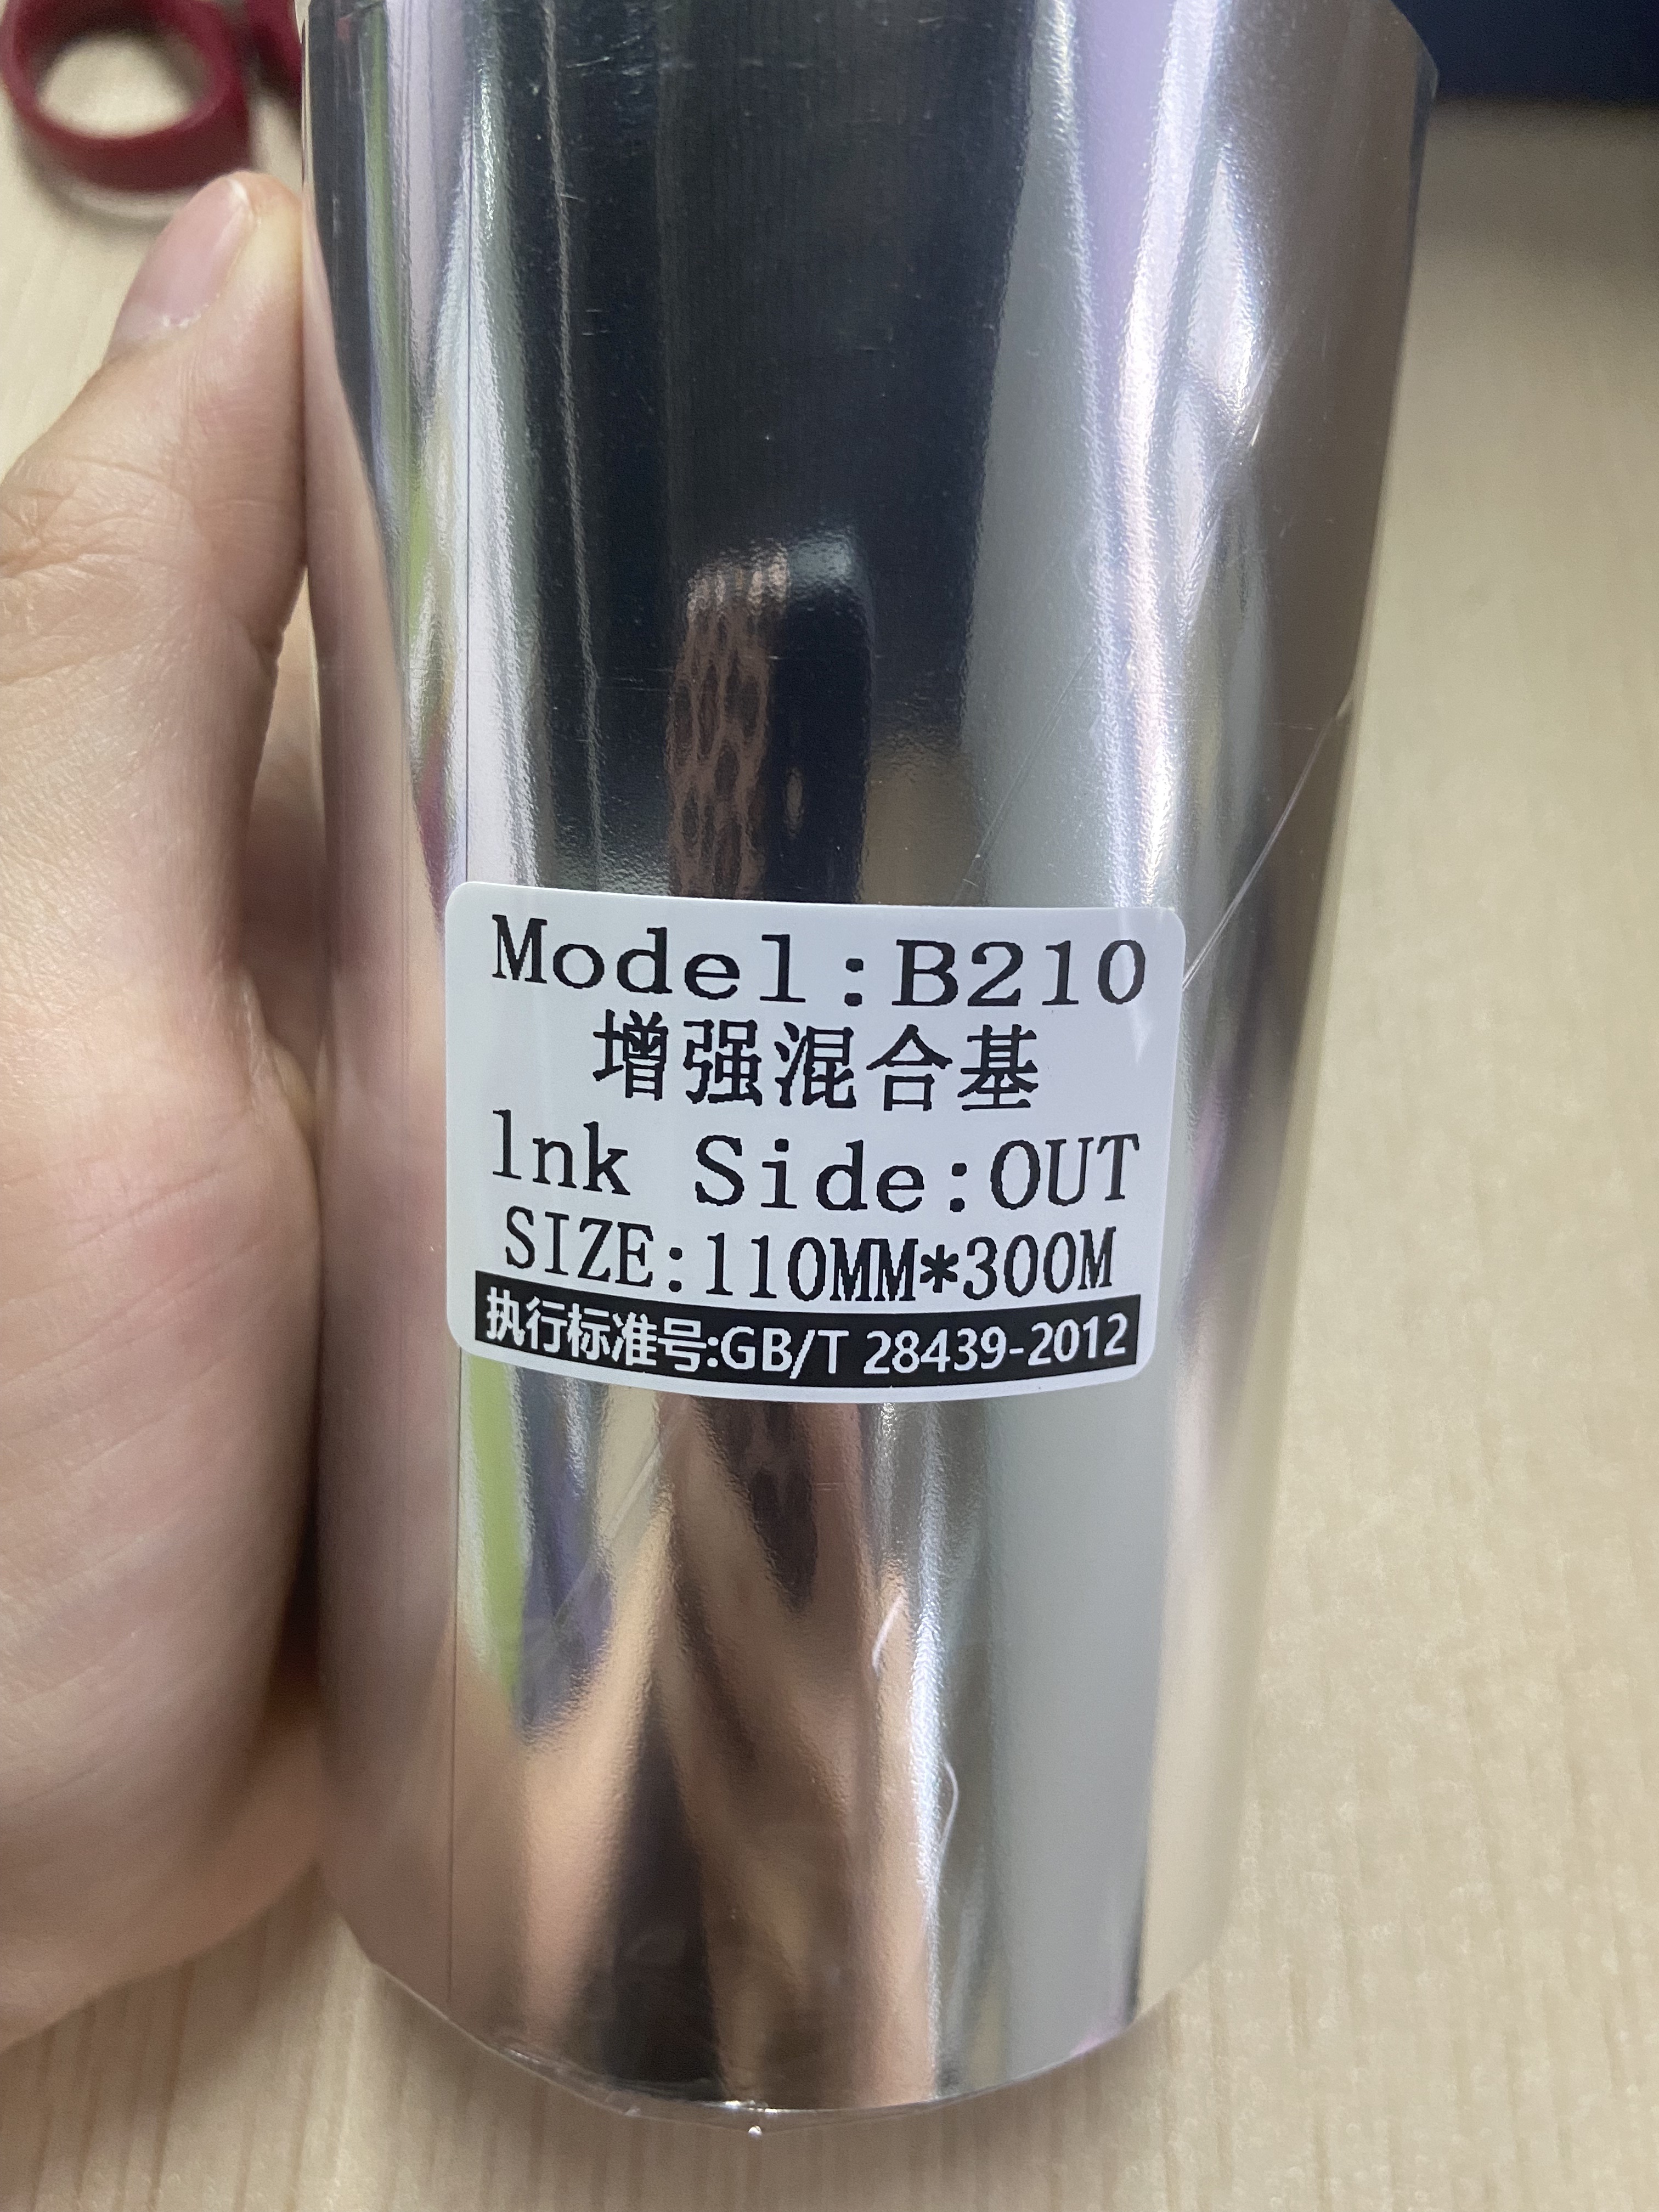 Model:B210
增强混合基
lnk Side:OUT
SIZE:110MM*300M
执行标准号:GB/T 28439-2012